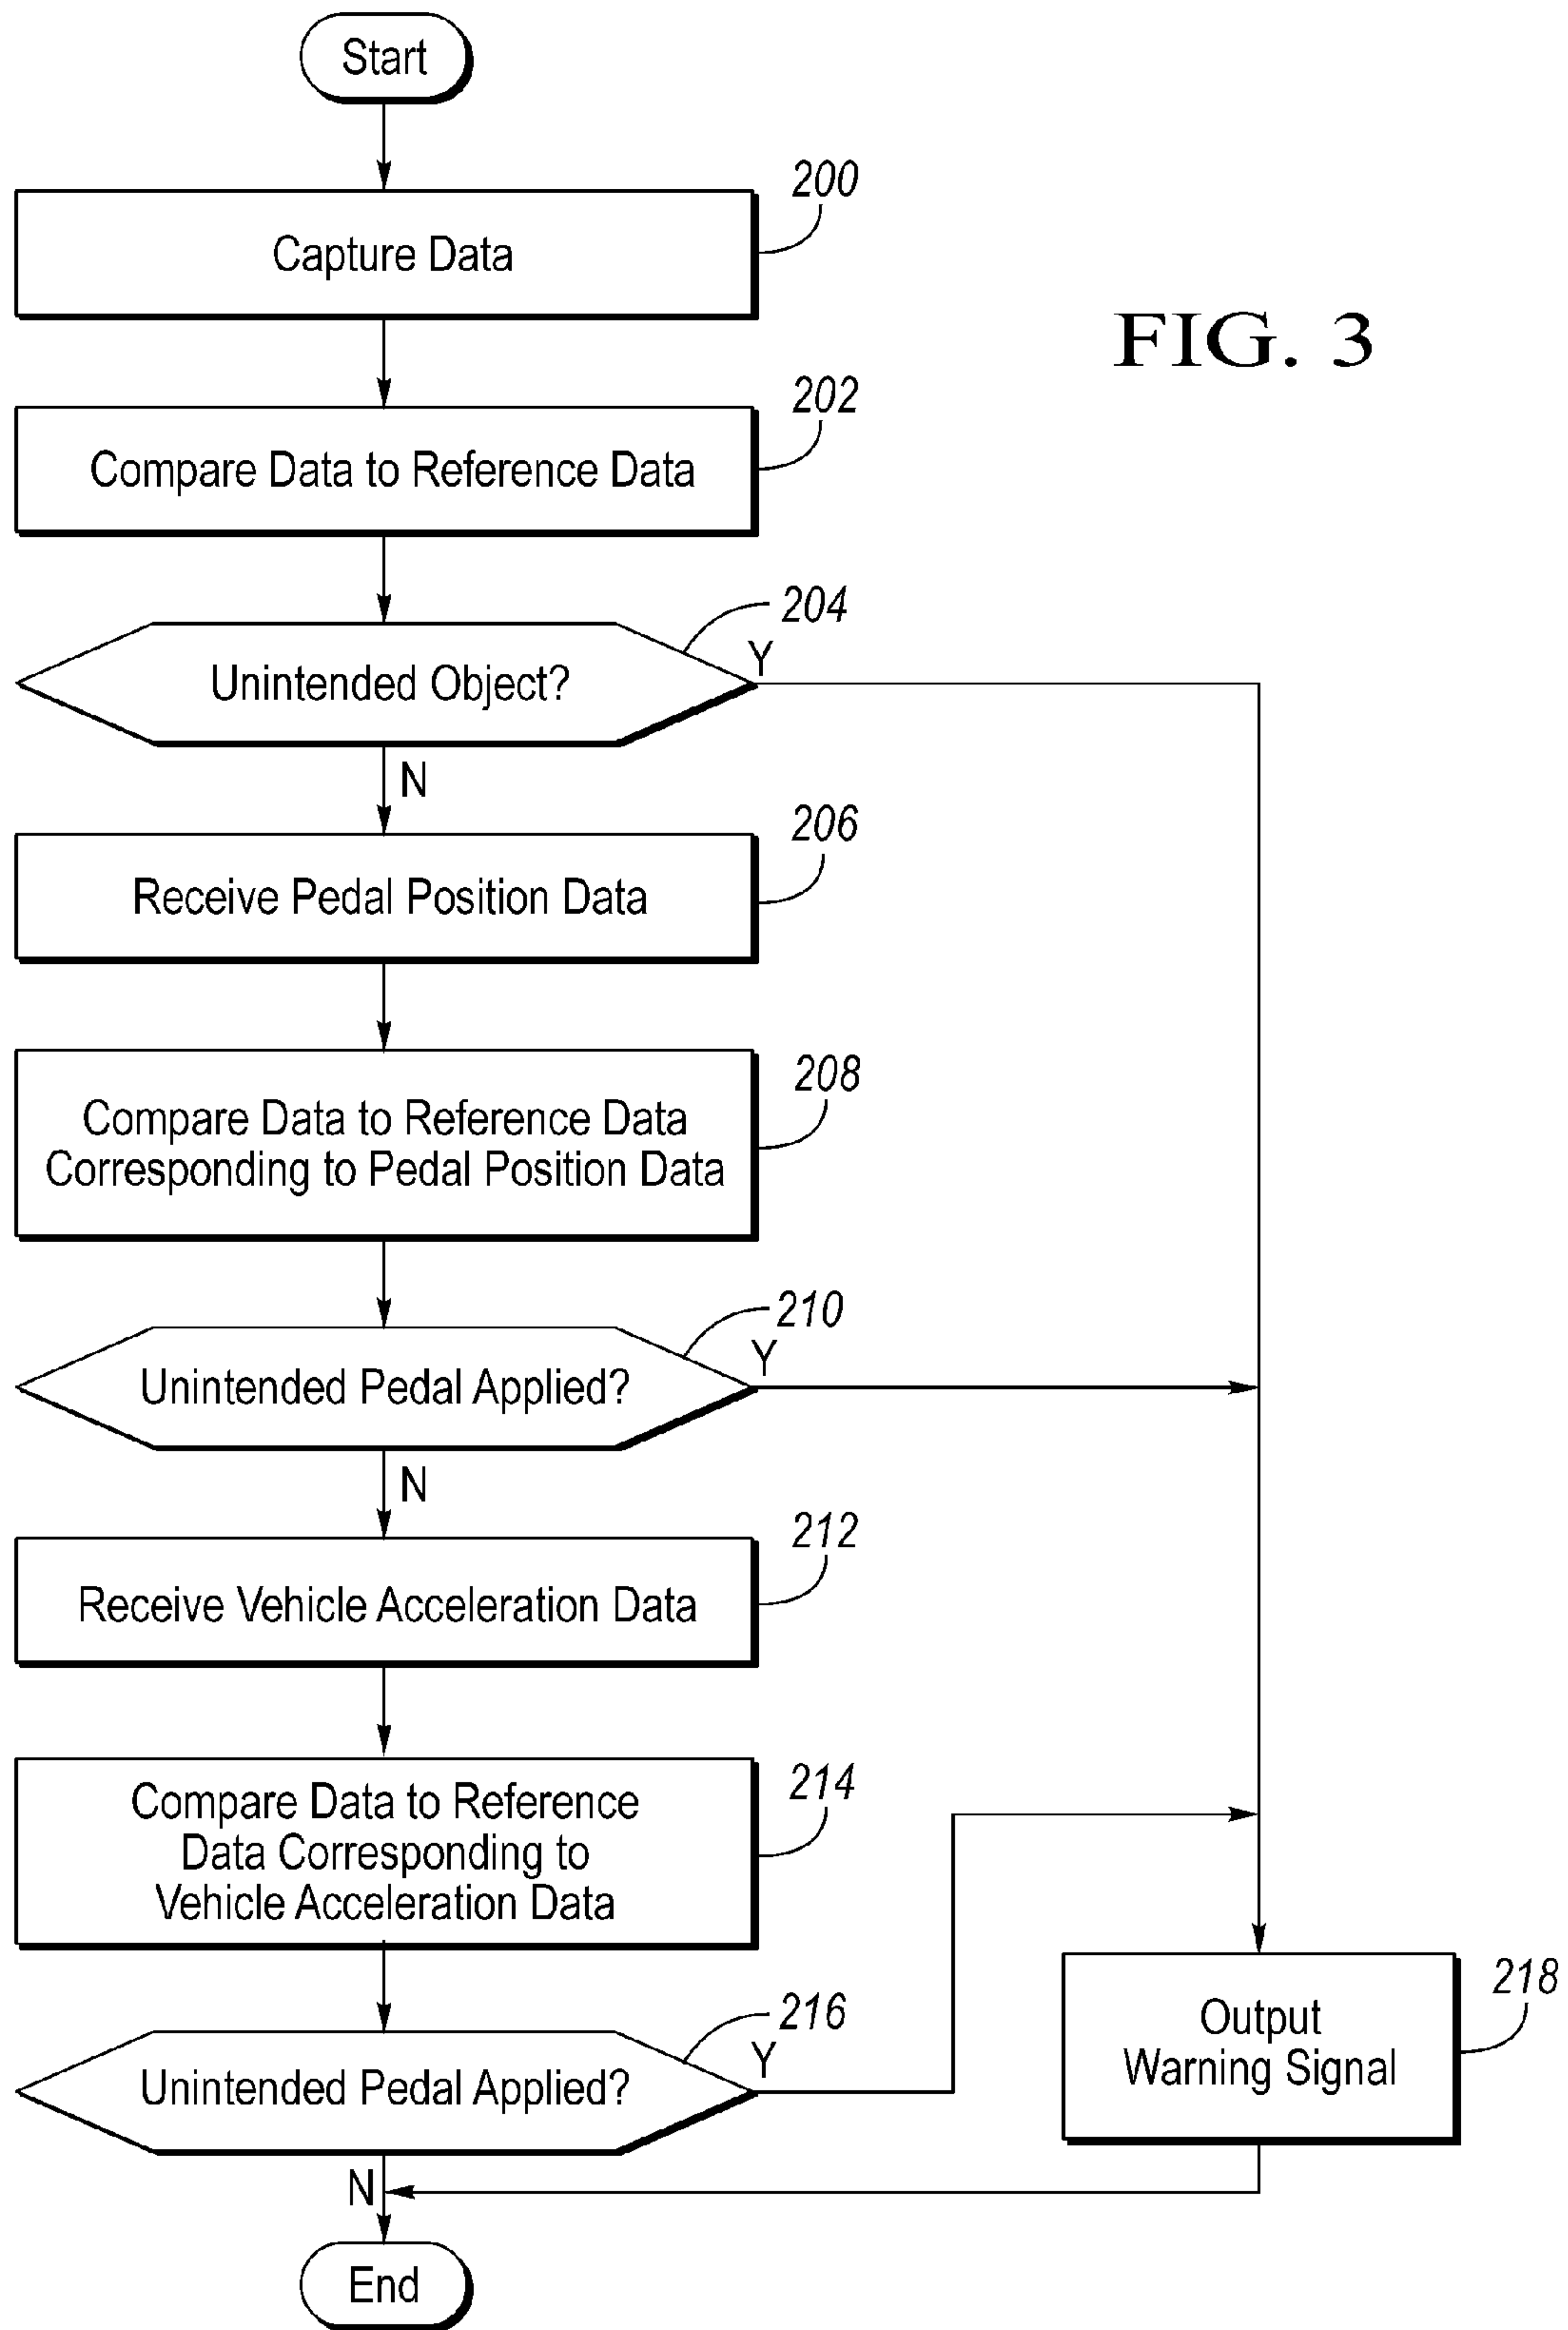 Start
200
Capture Data
FIG. 3
202
Compare Data to Reference Data
204
Unintended Object?
Y
N
206
Receive Pedal Position Data
208
Compare Data to Reference Data
Corresponding to Pedal Position Data
210
Unintended Pedal Applied?
Y
N
212
Receive Vehicle Acceleration Data
214
Compare Data to Reference
Data Corresponding to
Vehicle Acceleration Data
216
Unintended Pedal Applied?
Y
218
Output
Warning Signal
N
End